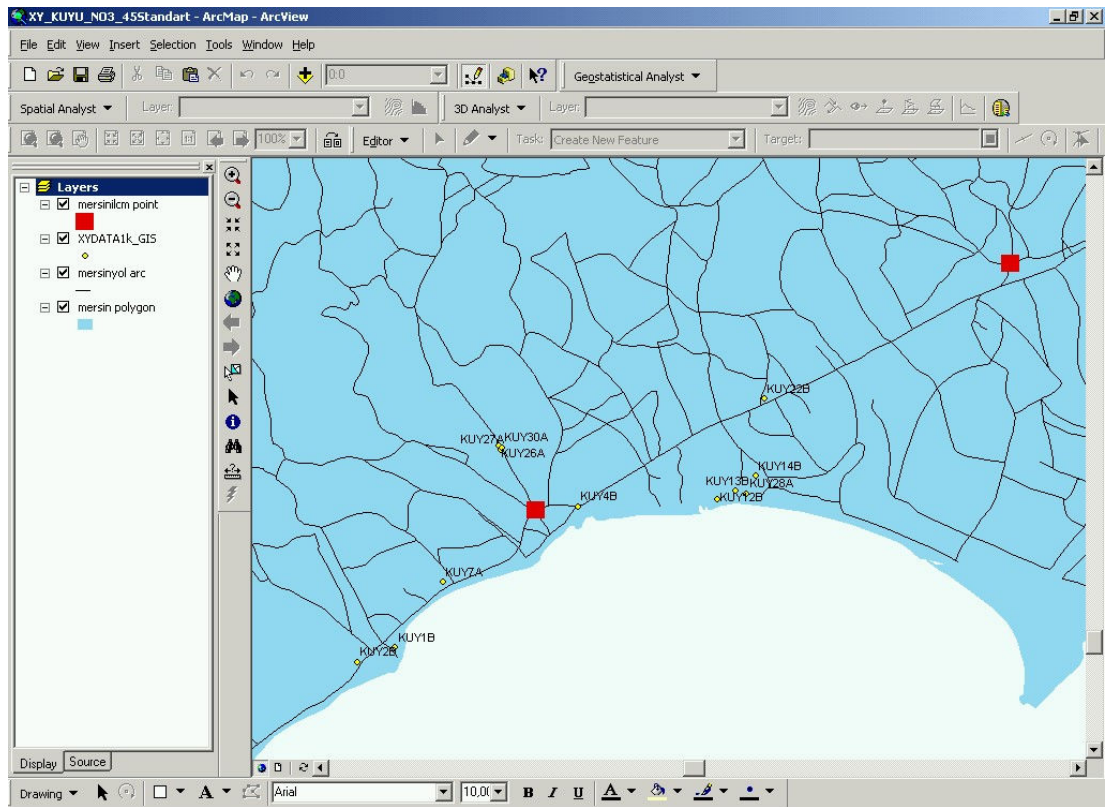 XY_KUYU_NO3_45Standart - ArcMap - ArcView
File Edit View Insert Selection Tools Window Help
0:0 Geostatistical Analyst
Spatial Analyst Layer: 3D Analyst Layer:
100% Editor Task: Create New Feature Target:
Layers
mersinilcm point
XYDATA1k_GIS
mersinyol arc
mersin polygon
KUY22B
KUY27A KUY30A
KUY26A
KUY14B
KUY13B KUY28A
KUY4B KUY12B
KUY7A
KUY1B
KUY2B
Display Source
Drawing A Arial 10,0 B I U A